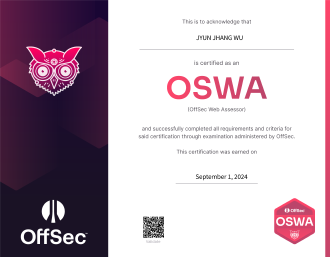 This is to acknowledge that
JYUN JHANG WU
is certified as an
OSWA
(OffSec Web Assessor)
and successfully completed all requirements and criteria for
said certification through examination administered by OffSec.
This certification was earned on
September 1, 2024
OffSec™
OffSec
OSWA